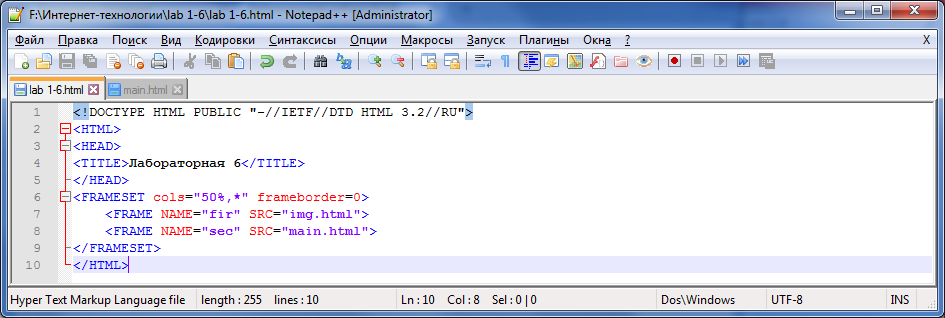 F:\Интернет-технологии\lab 1-6\lab 1-6.html - Notepad++ [Administrator]
Файл Правка Поиск Вид Кодировки Синтаксисы Опции Макросы Запуск Плагины Окна ? X
lab 1-6.html main.html
1 <!DOCTYPE HTML PUBLIC "-//IETF//DTD HTML 3.2//RU">
2 <HTML>
3 <HEAD>
4 <TITLE>Лабораторная 6</TITLE>
5 </HEAD>
6 <FRAMESET cols="50%,*" frameborder=0>
7 <FRAME NAME="fir" SRC="img.html">
8 <FRAME NAME="sec" SRC="main.html">
9 </FRAMESET>
10 </HTML>
Hyper Text Markup Language file length : 255 lines : 10 Ln : 10 Col : 8 Sel : 0 | 0 Dos\Windows UTF-8 INS